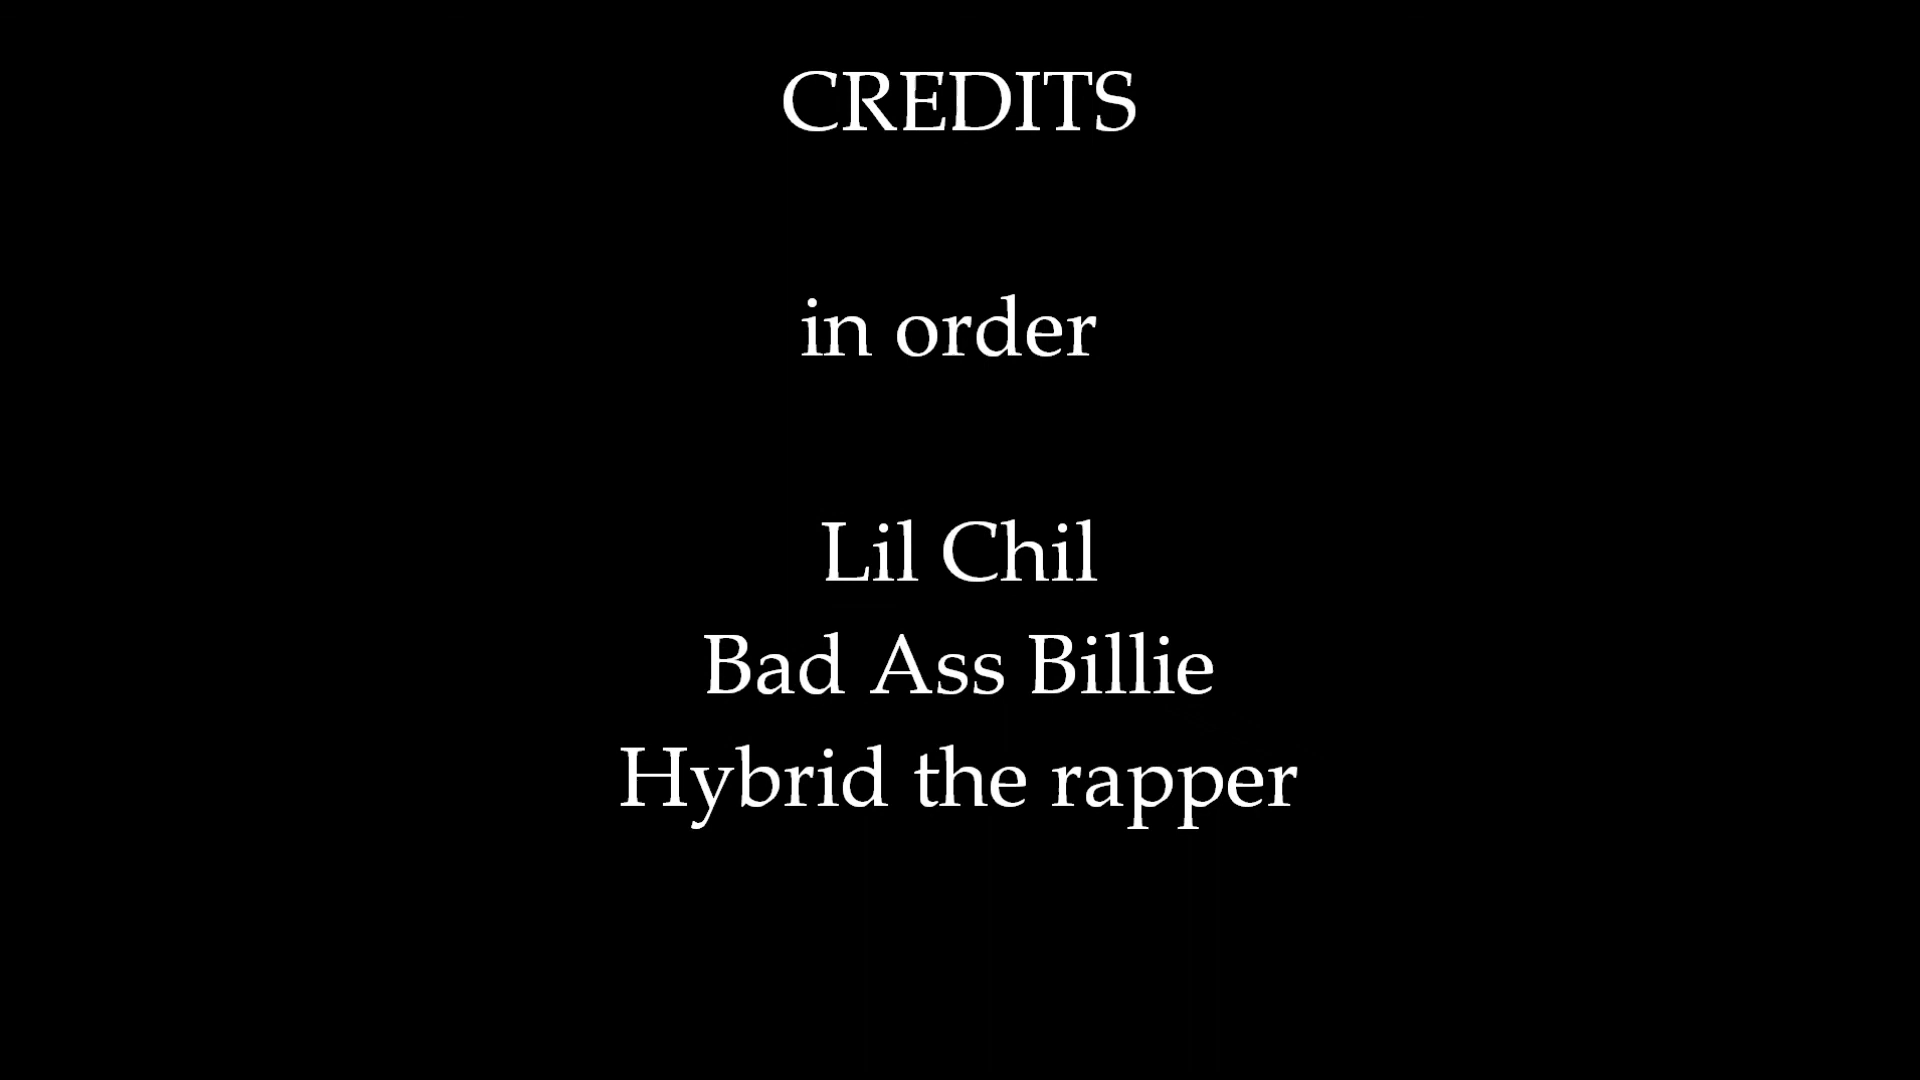 CREDITS
in order
Lil Chil
Bad Ass Billie
Hybrid the rapper